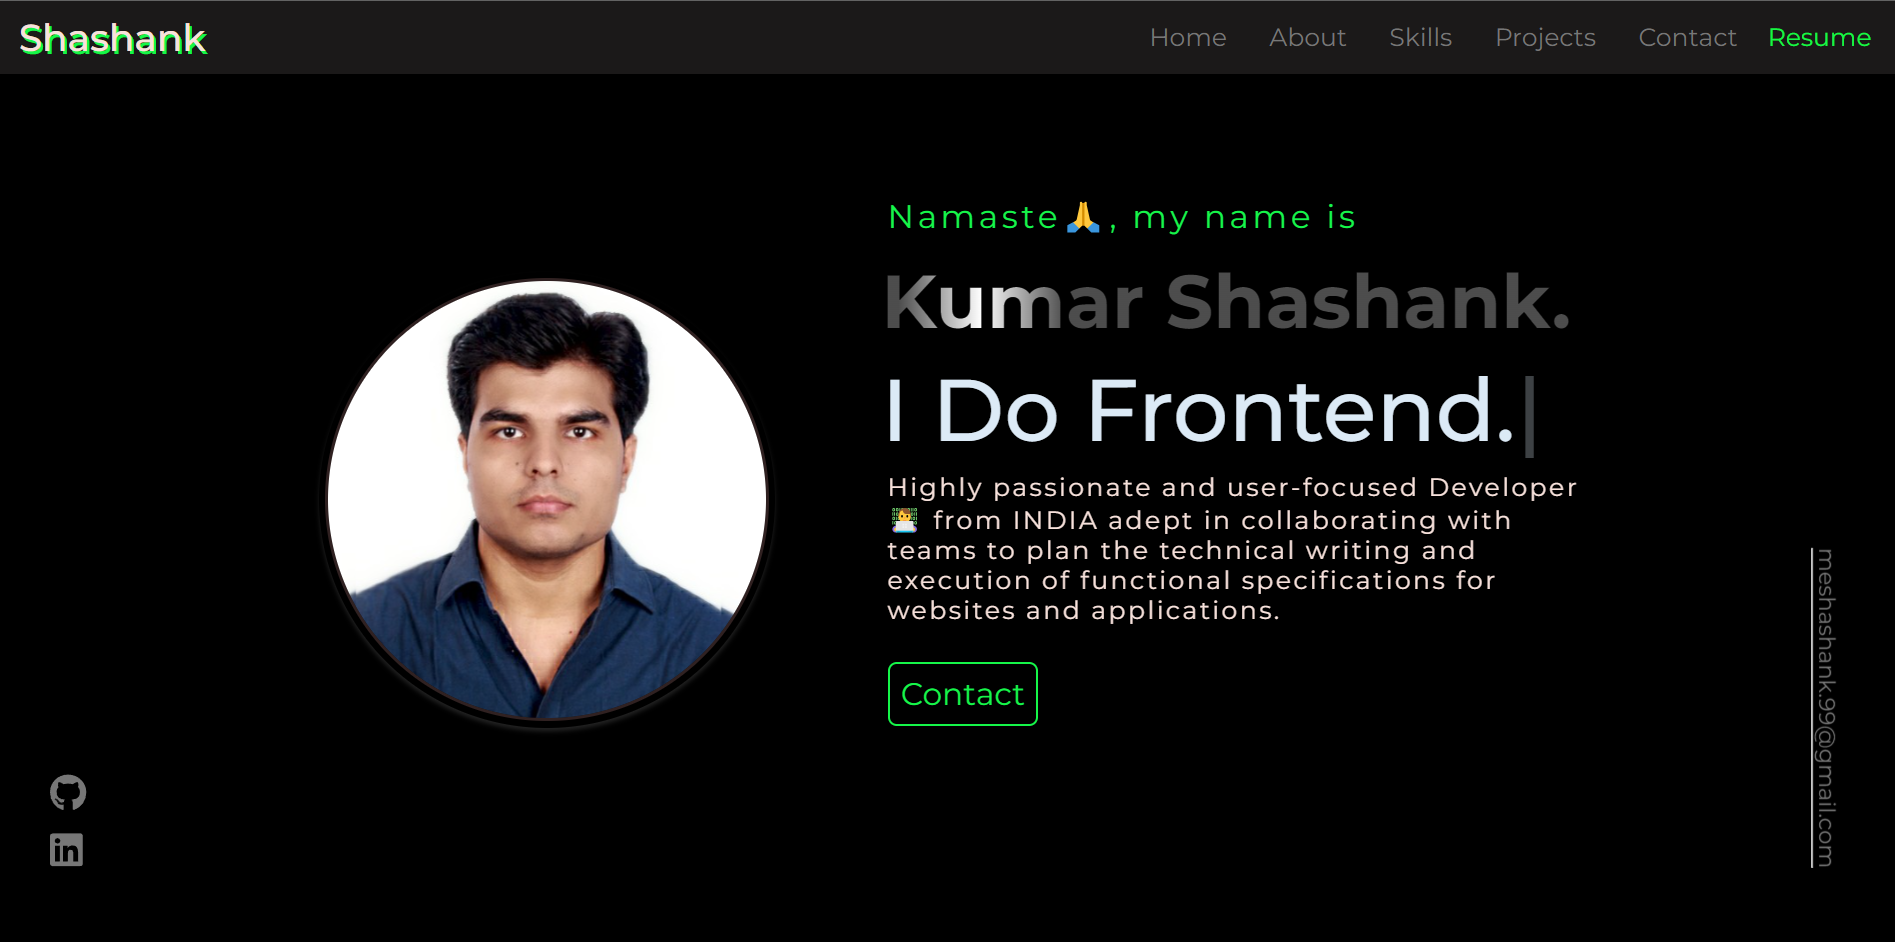 Shashank
Home About Skills Projects Contact Resume
Namaste🙏, my name is
Kumar Shashank.
I Do Frontend.|
Highly passionate and user-focused Developer
👨‍💻 from INDIA adept in collaborating with
teams to plan the technical writing and
execution of functional specifications for
websites and applications.
Contact
in
meshashank.99@gmail.com